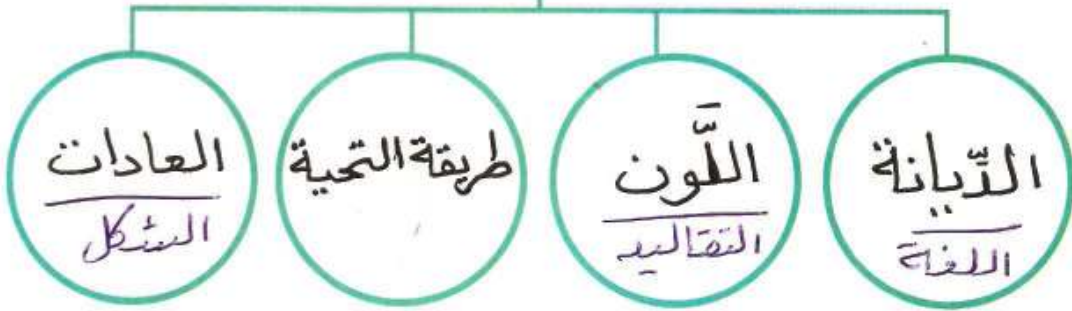 الدِّيانة
اللغة
اللَّون
التقاليد
طريقة التحية
العادات
الشكل